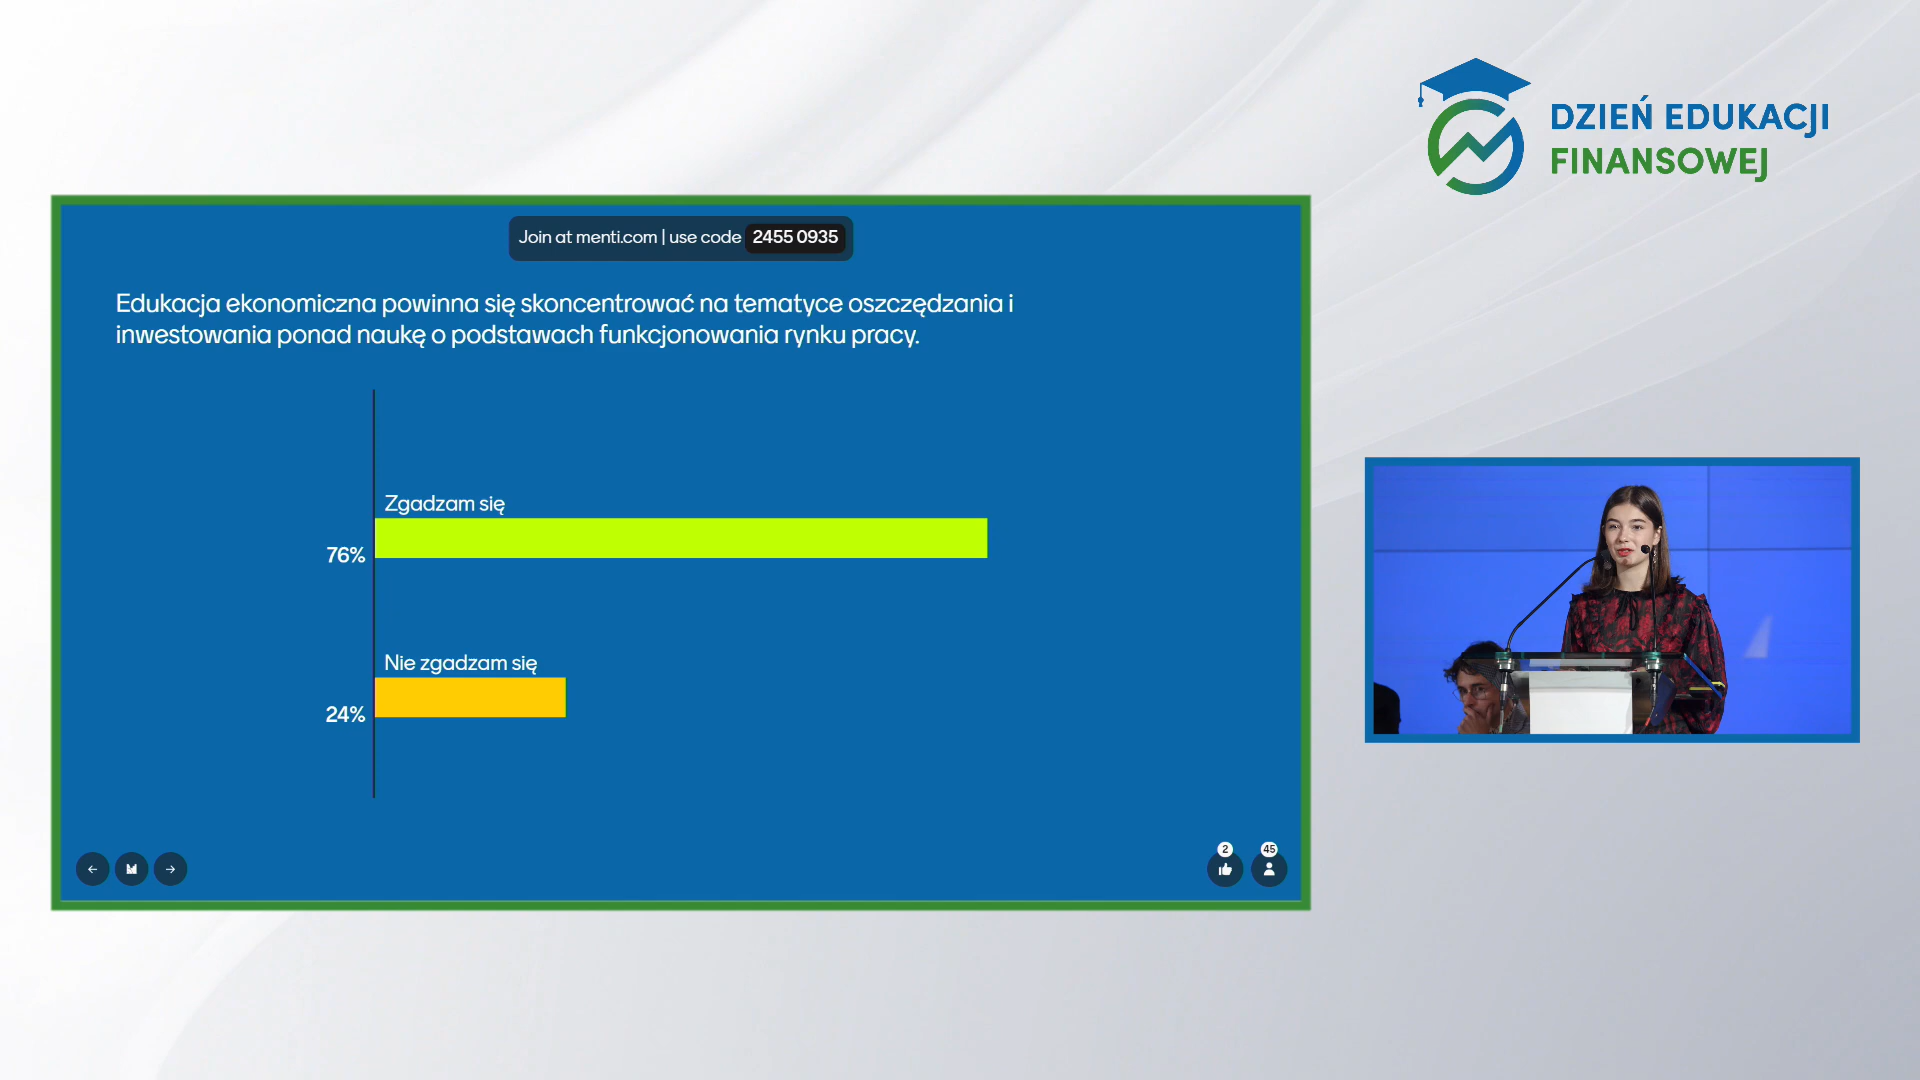 DZIEŃ EDUKACJI
FINANSOWEJ
Join at menti.com | use code 2455 0935
Edukacja ekonomiczna powinna się skoncentrować na tematyce oszczędzania i
inwestowania ponad naukę o podstawach funkcjonowania rynku pracy.
Zgadzam się
76%
Nie zgadzam się
24%
2
45